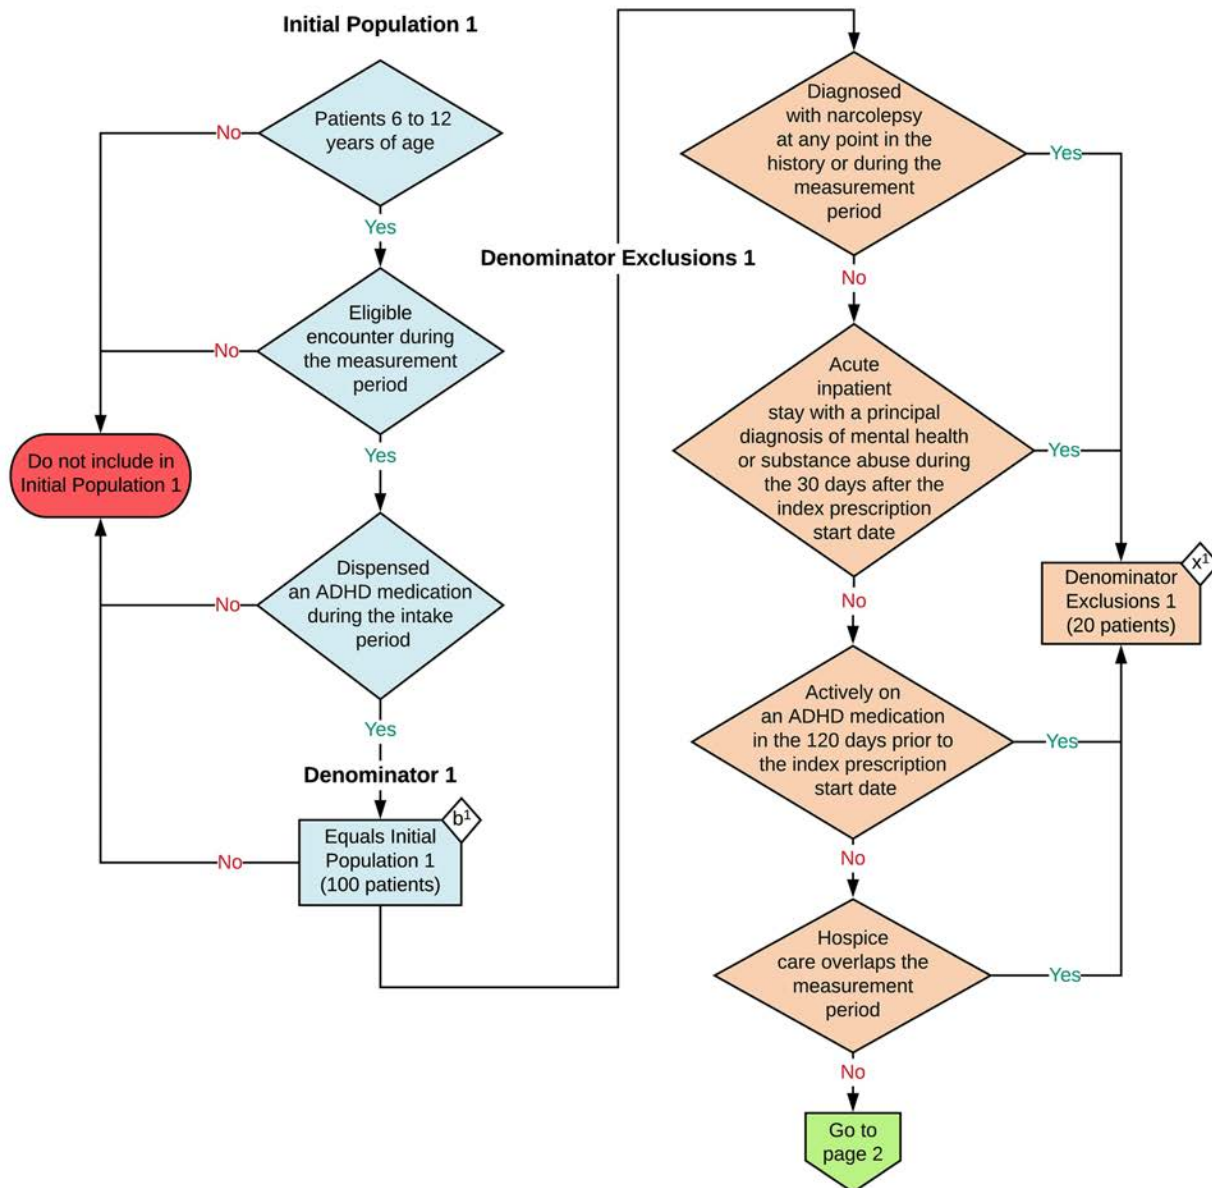 Initial Population 1
Patients 6 to 12
years of age
No
Yes
Eligible
encounter during
the measurement
period
No
Yes
Do not include in
Initial Population 1
Dispensed
an ADHD medication
during the intake
period
No
Yes
Denominator 1
b¹
Equals Initial
Population 1
(100 patients)
No
Denominator Exclusions 1
Diagnosed
with narcolepsy
at any point in the
history or during the
measurement
period
Yes
No
Acute
inpatient
stay with a principal
diagnosis of mental health
or substance abuse during
the 30 days after the
index prescription
start date
Yes
No
x¹
Denominator
Exclusions 1
(20 patients)
Actively on
an ADHD medication
in the 120 days prior to
the index prescription
start date
Yes
No
Hospice
care overlaps the
measurement
period
Yes
No
Go to
page 2